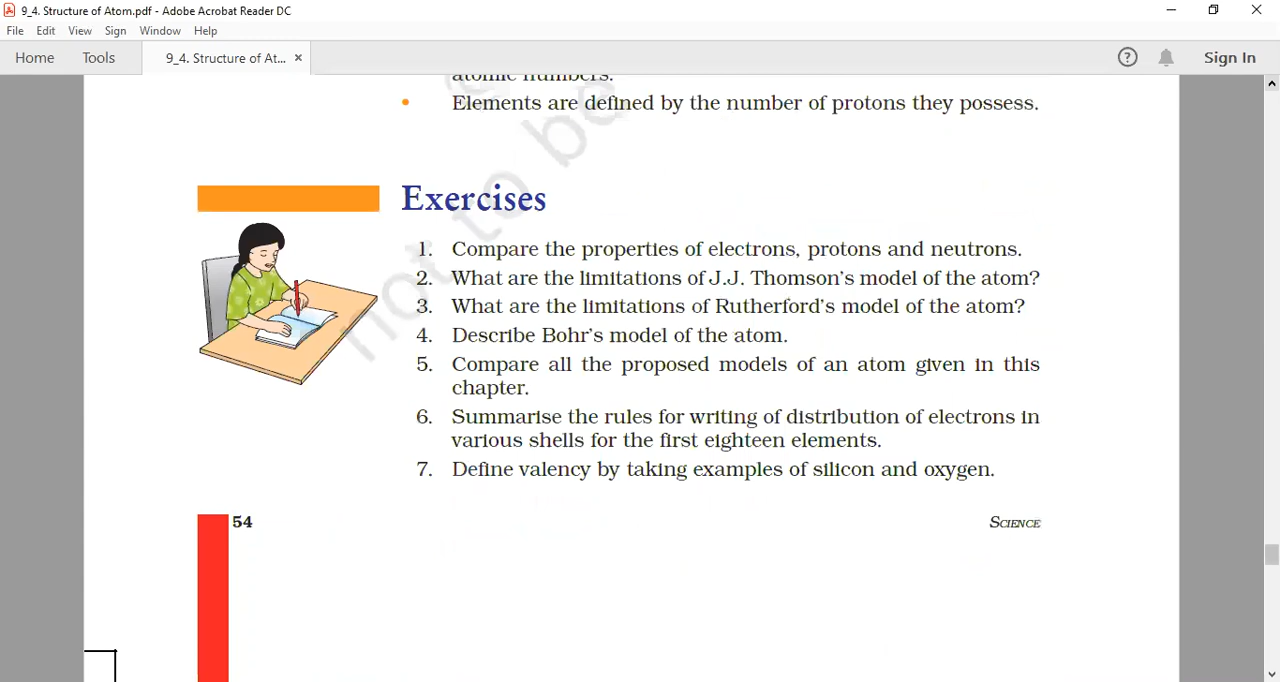 9_4. Structure of Atom.pdf - Adobe Acrobat Reader DC
File Edit View Sign Window Help
Home Tools 9_4. Structure of At... × Sign In
atomic numbers.
• Elements are defined by the number of protons they possess.
not to be
Exercises
1. Compare the properties of electrons, protons and neutrons.
2. What are the limitations of J.J. Thomson's model of the atom?
3. What are the limitations of Rutherford's model of the atom?
4. Describe Bohr's model of the atom.
5. Compare all the proposed models of an atom given in this
chapter.
6. Summarise the rules for writing of distribution of electrons in
various shells for the first eighteen elements.
7. Define valency by taking examples of silicon and oxygen.
54 SCIENCE